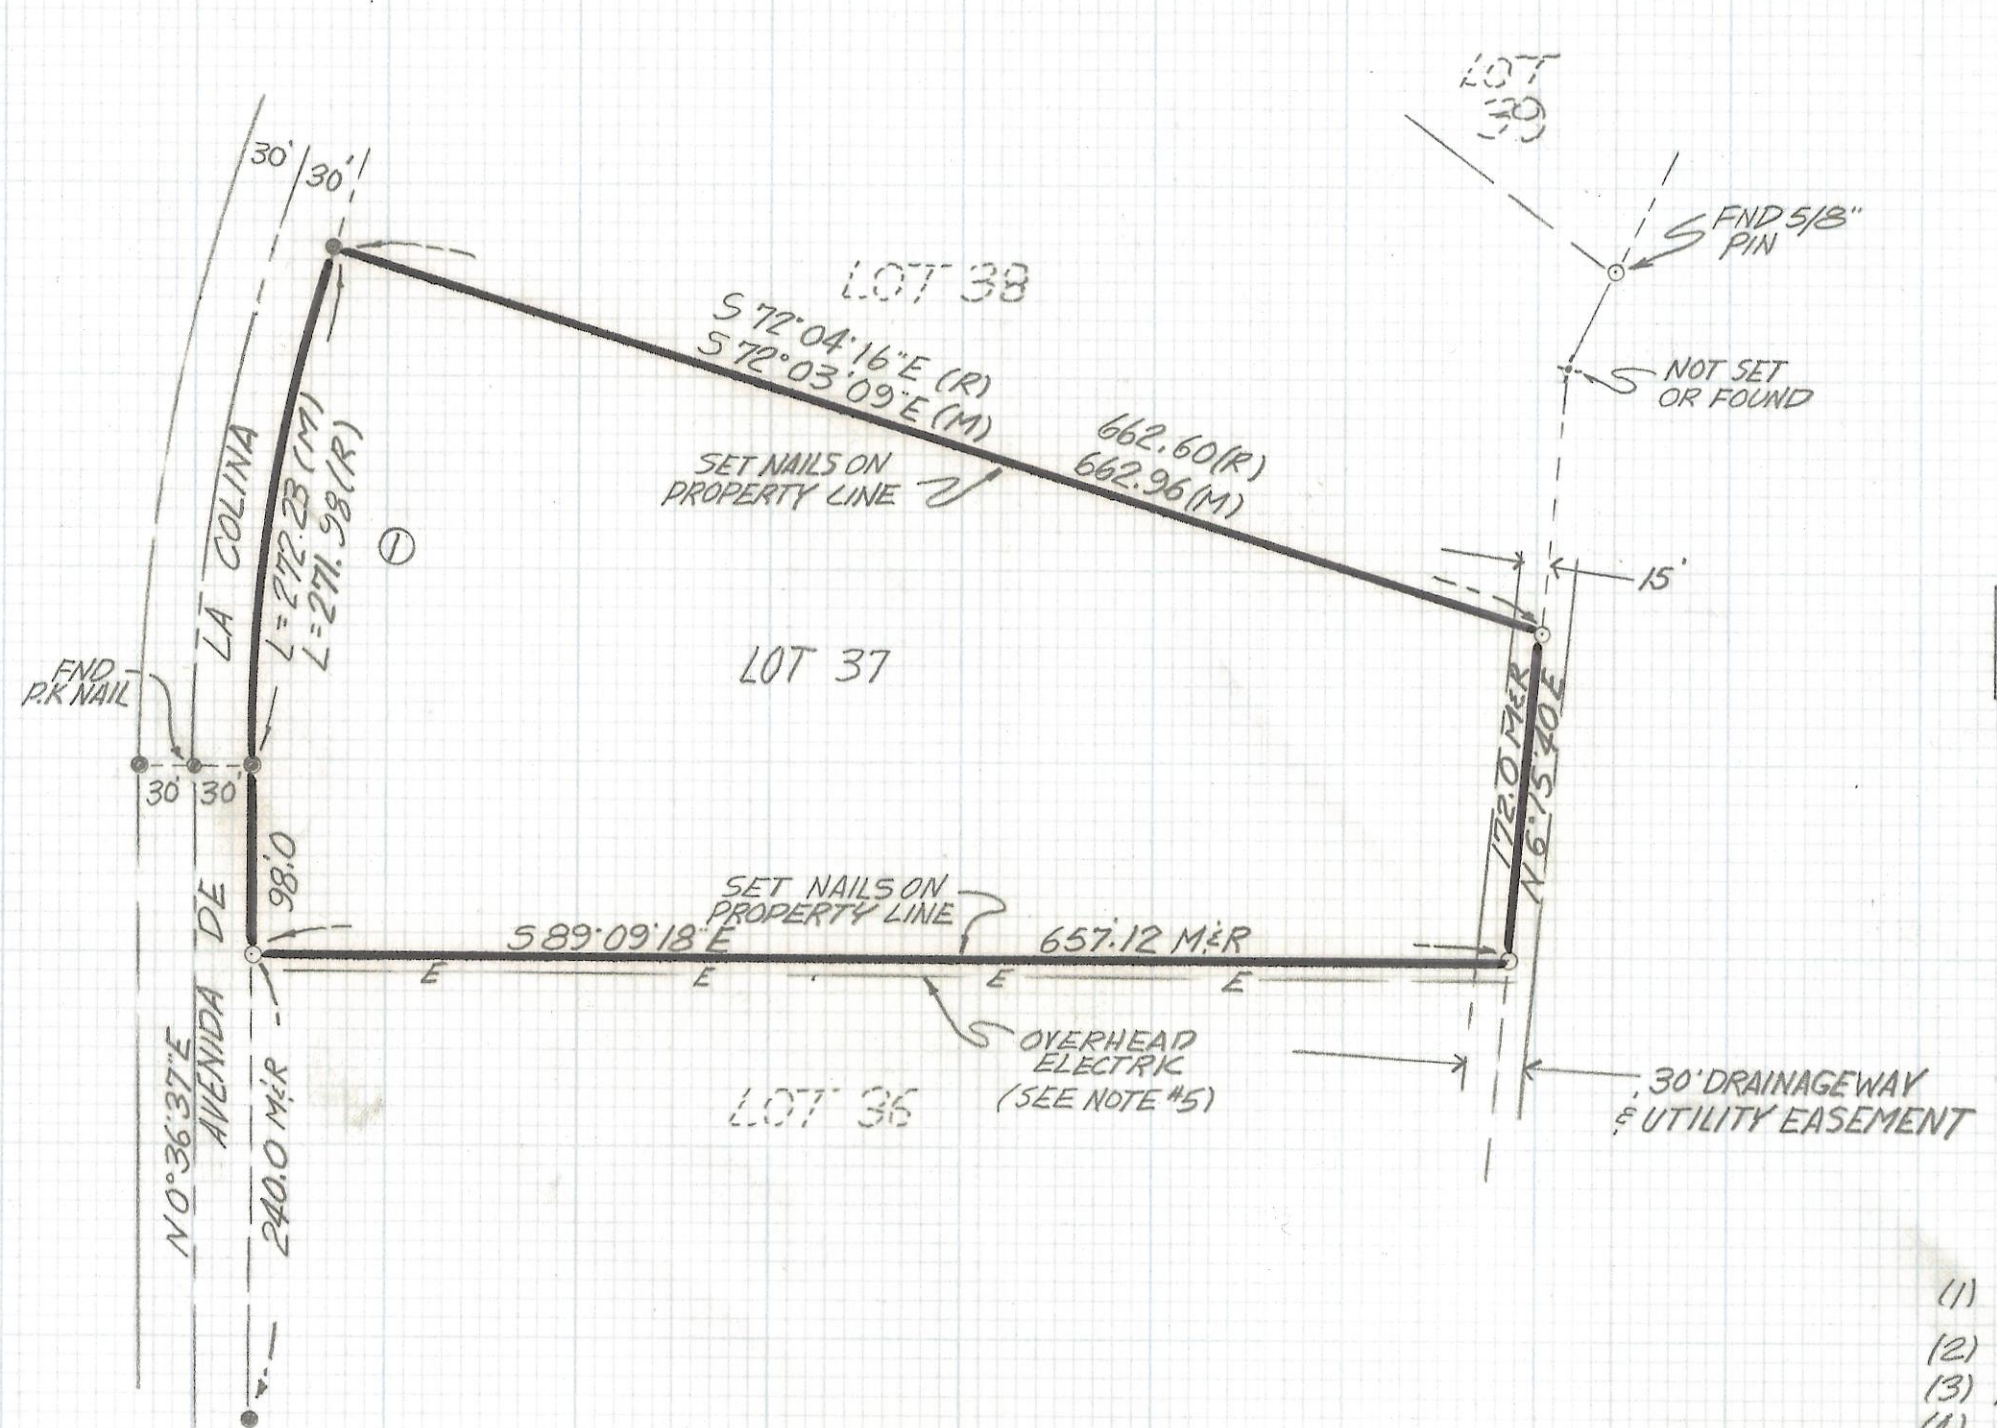 LOT
39
30'
30'
FND 5/8"
PIN
LOT 38
S 72°04'16"E (R)
S 72°03'09"E (M)
NOT SET
OR FOUND
662.60(R)
662.96(M)
SET NAILS ON
PROPERTY LINE
LA COLINA
L=272.23(M)
L=271.98(R)
1
15'
LOT 37
FND
P.K NAIL
172.0 M&R
N 6°15'40 E
30'
30'
98.0
SET NAILS ON
PROPERTY LINE
S 89°09'18" E
657.12 M&R
E
E
E
E
AVENIDA DE
N 0°36'37"E
240.0 M&R
OVERHEAD
ELECTRIC
(SEE NOTE #5)
LOT 36
30' DRAINAGEWAY
& UTILITY EASEMENT
(1)
(2)
(3)